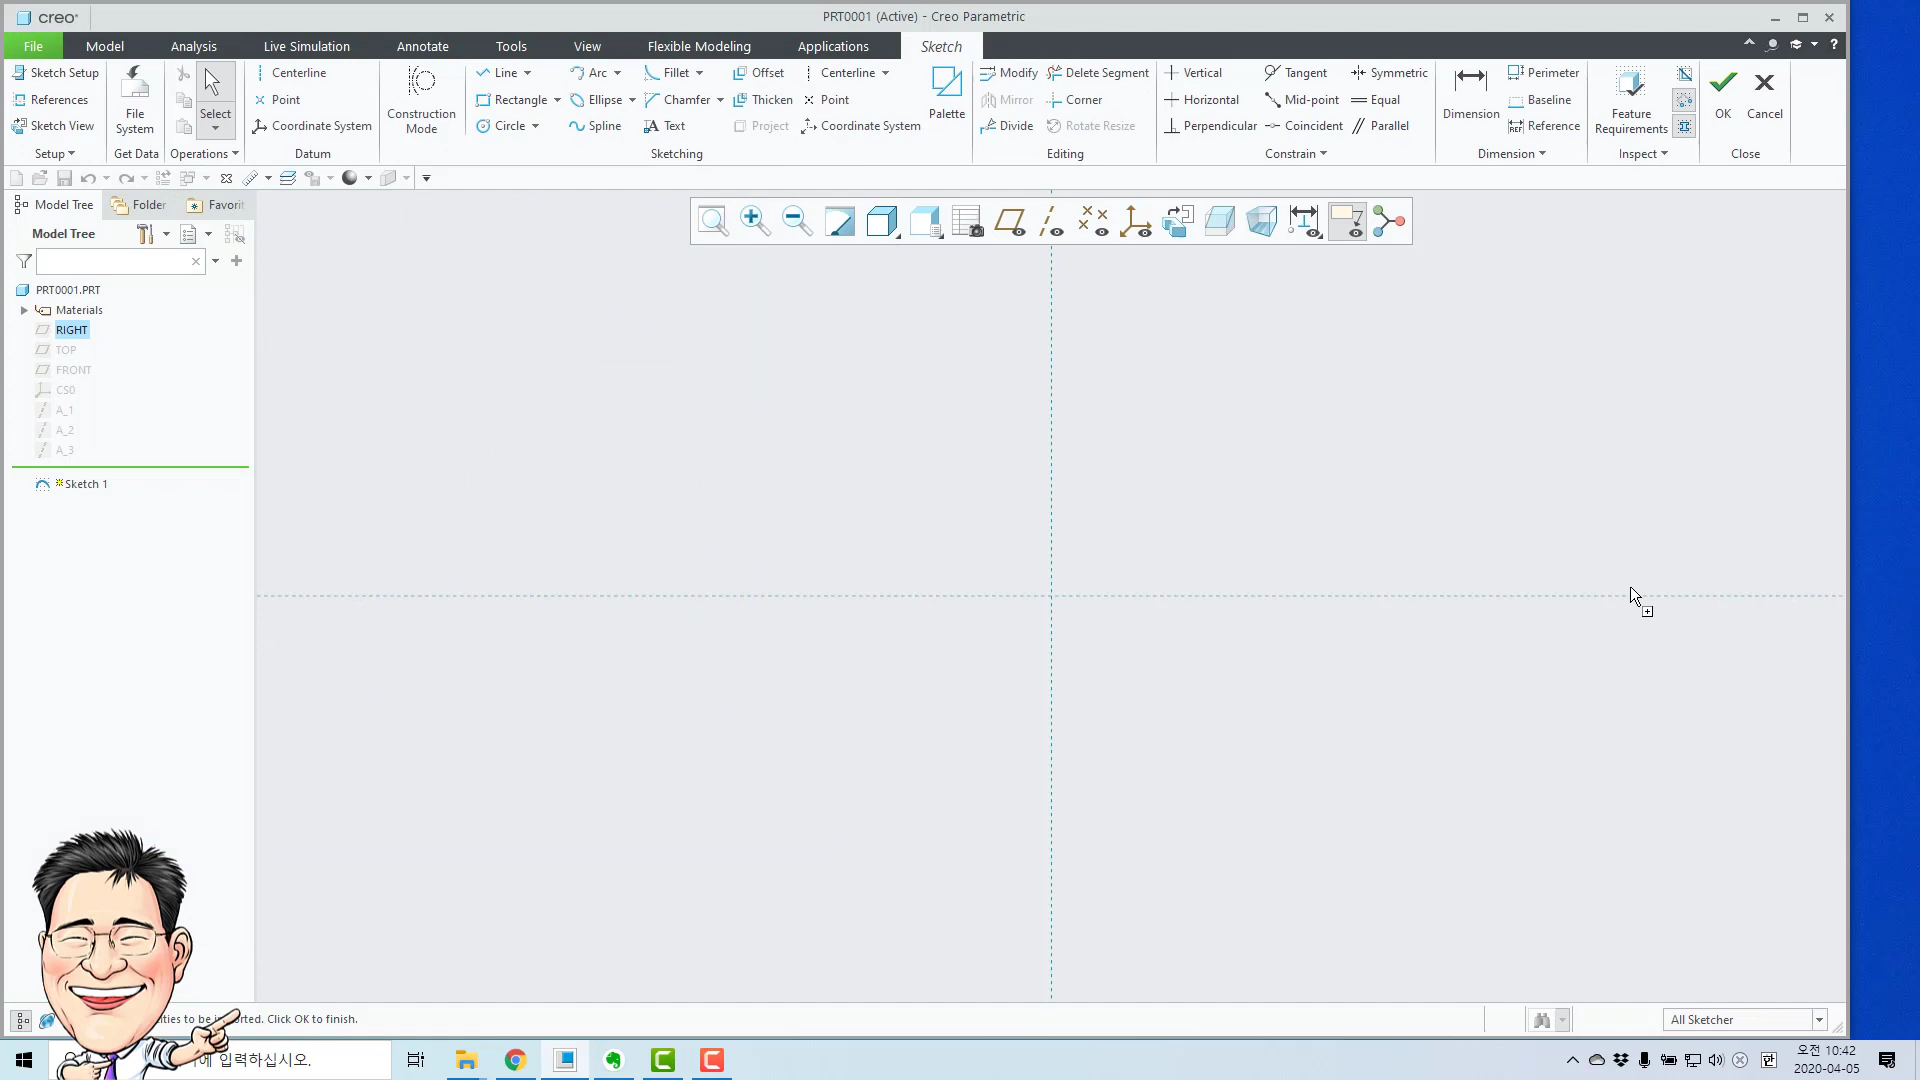 creo°
PRT0001 (Active) - Creo Parametric
File Model Analysis Live Simulation Annotate Tools View Flexible Modeling Applications Sketch
Sketch Setup Centerline Line Arc Fillet Offset Centerline Modify Delete Segment Vertical Tangent Symmetric Perimeter
References File System Select Point Construction Mode Rectangle Ellipse Chamfer Thicken Point Palette Mirror Corner Horizontal Mid-point Equal Dimension Baseline Feature Requirements OK Cancel
Sketch View Coordinate System Circle Spline Text Project Coordinate System Divide Rotate Resize Perpendicular Coincident Parallel Reference
Setup Get Data Operations Datum Sketching Editing Constrain Dimension Inspect Close
Model Tree Folder Favorit
Model Tree
PRT0001.PRT
Materials
RIGHT
TOP
FRONT
CS0
A_1
A_2
A_3
Sketch 1
Click OK to finish.
All Sketcher
입력하십시오.
오전 10:42
2020-04-05